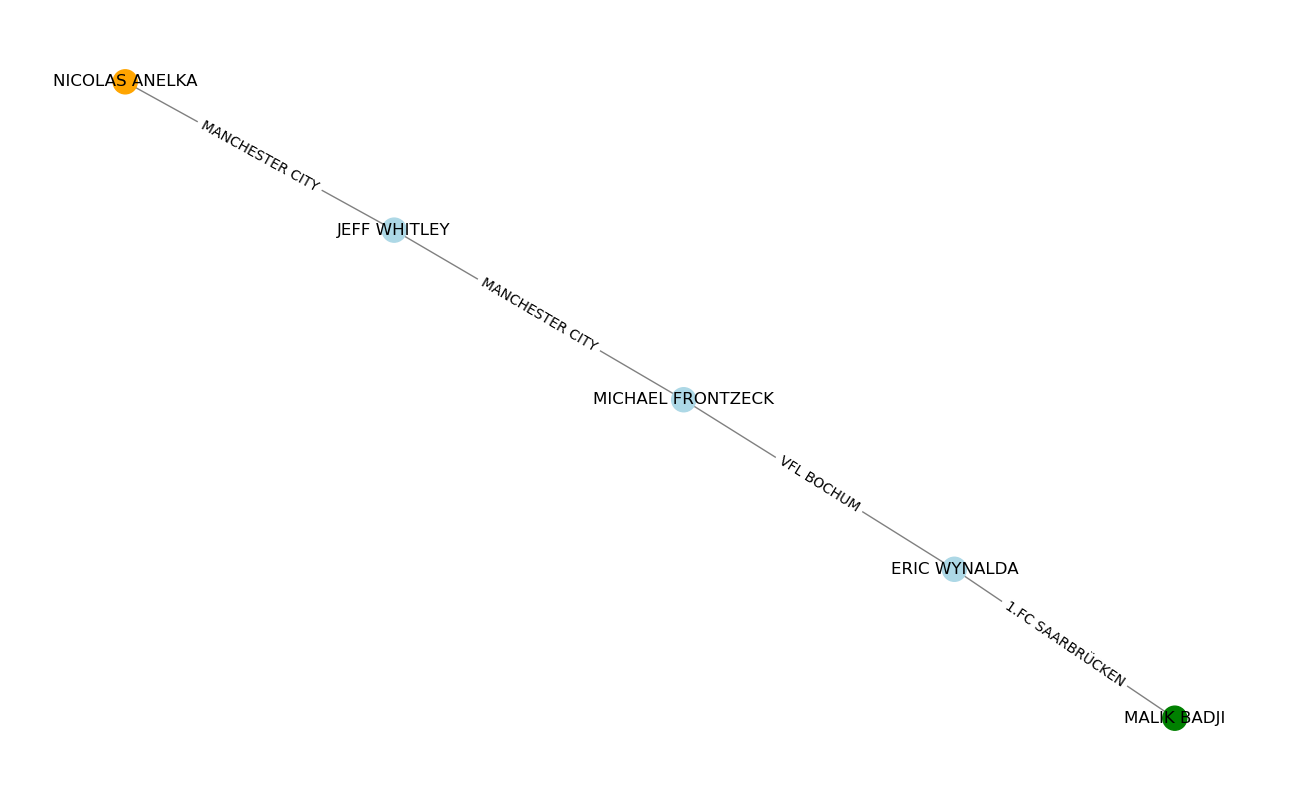 NICOLAS ANELKA
MANCHESTER CITY
JEFF WHITLEY
MANCHESTER CITY
MICHAEL FRONTZECK
VFL BOCHUM
ERIC WYNALDA
1.FC SAARBRÜCKEN
MALIK BADJI